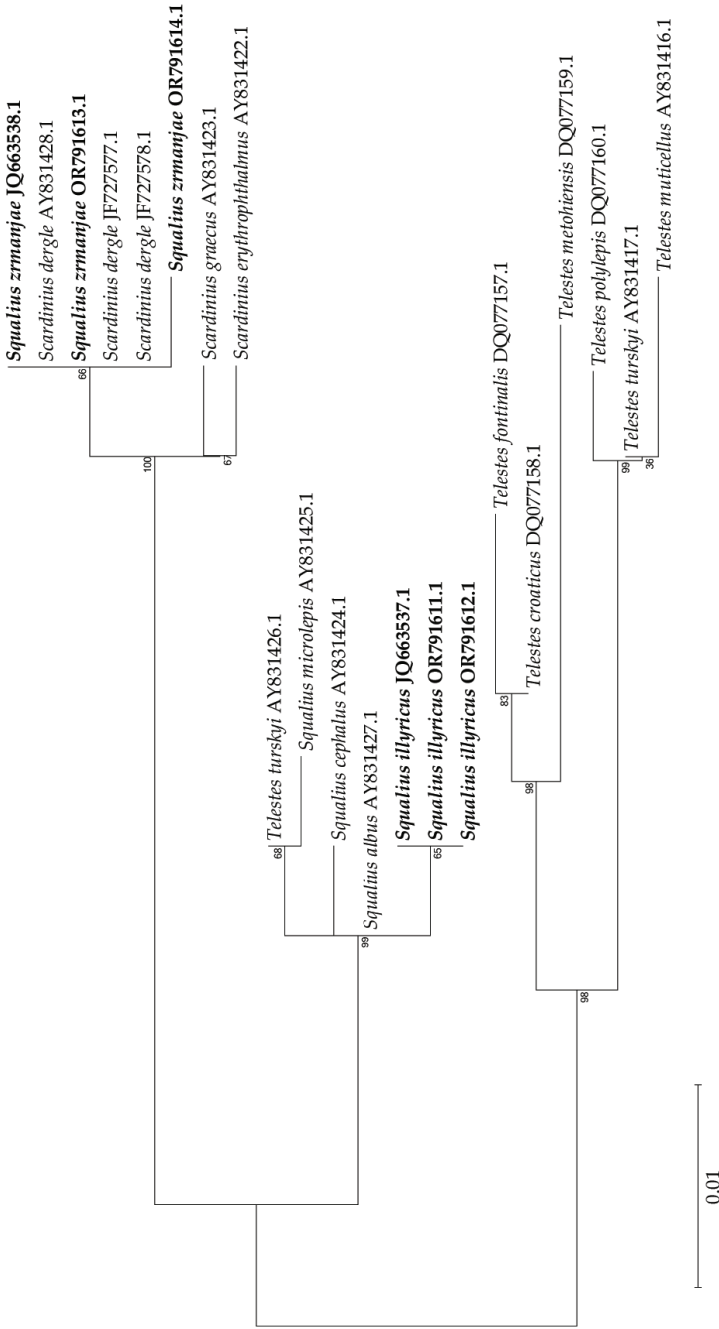 Squalius zrmanjae JQ663538.1
Scardinius dergle AY831428.1
Squalius zrmanjae OR791613.1
Scardinius dergle JF727577.1
Scardinius dergle JF727578.1
Squalius zrmanjae OR791614.1
Scardinius graecus AY831423.1
Scardinius erythrophthalmus AY831422.1
Telestes turskyi AY831426.1
Squalius microlepis AY831425.1
Squalius cephalus AY831424.1
Squalius albus AY831427.1
Squalius illyricus JQ663537.1
Squalius illyricus OR791611.1
Squalius illyricus OR791612.1
Telestes fontinalis DQ077157.1
Telestes croaticus DQ077158.1
Telestes metohiensis DQ077159.1
Telestes polylepis DQ077160.1
Telestes turskyi AY831417.1
Telestes muticellus AY831416.1
66
100
67
68
99
65
83
98
98
99
36
0.01